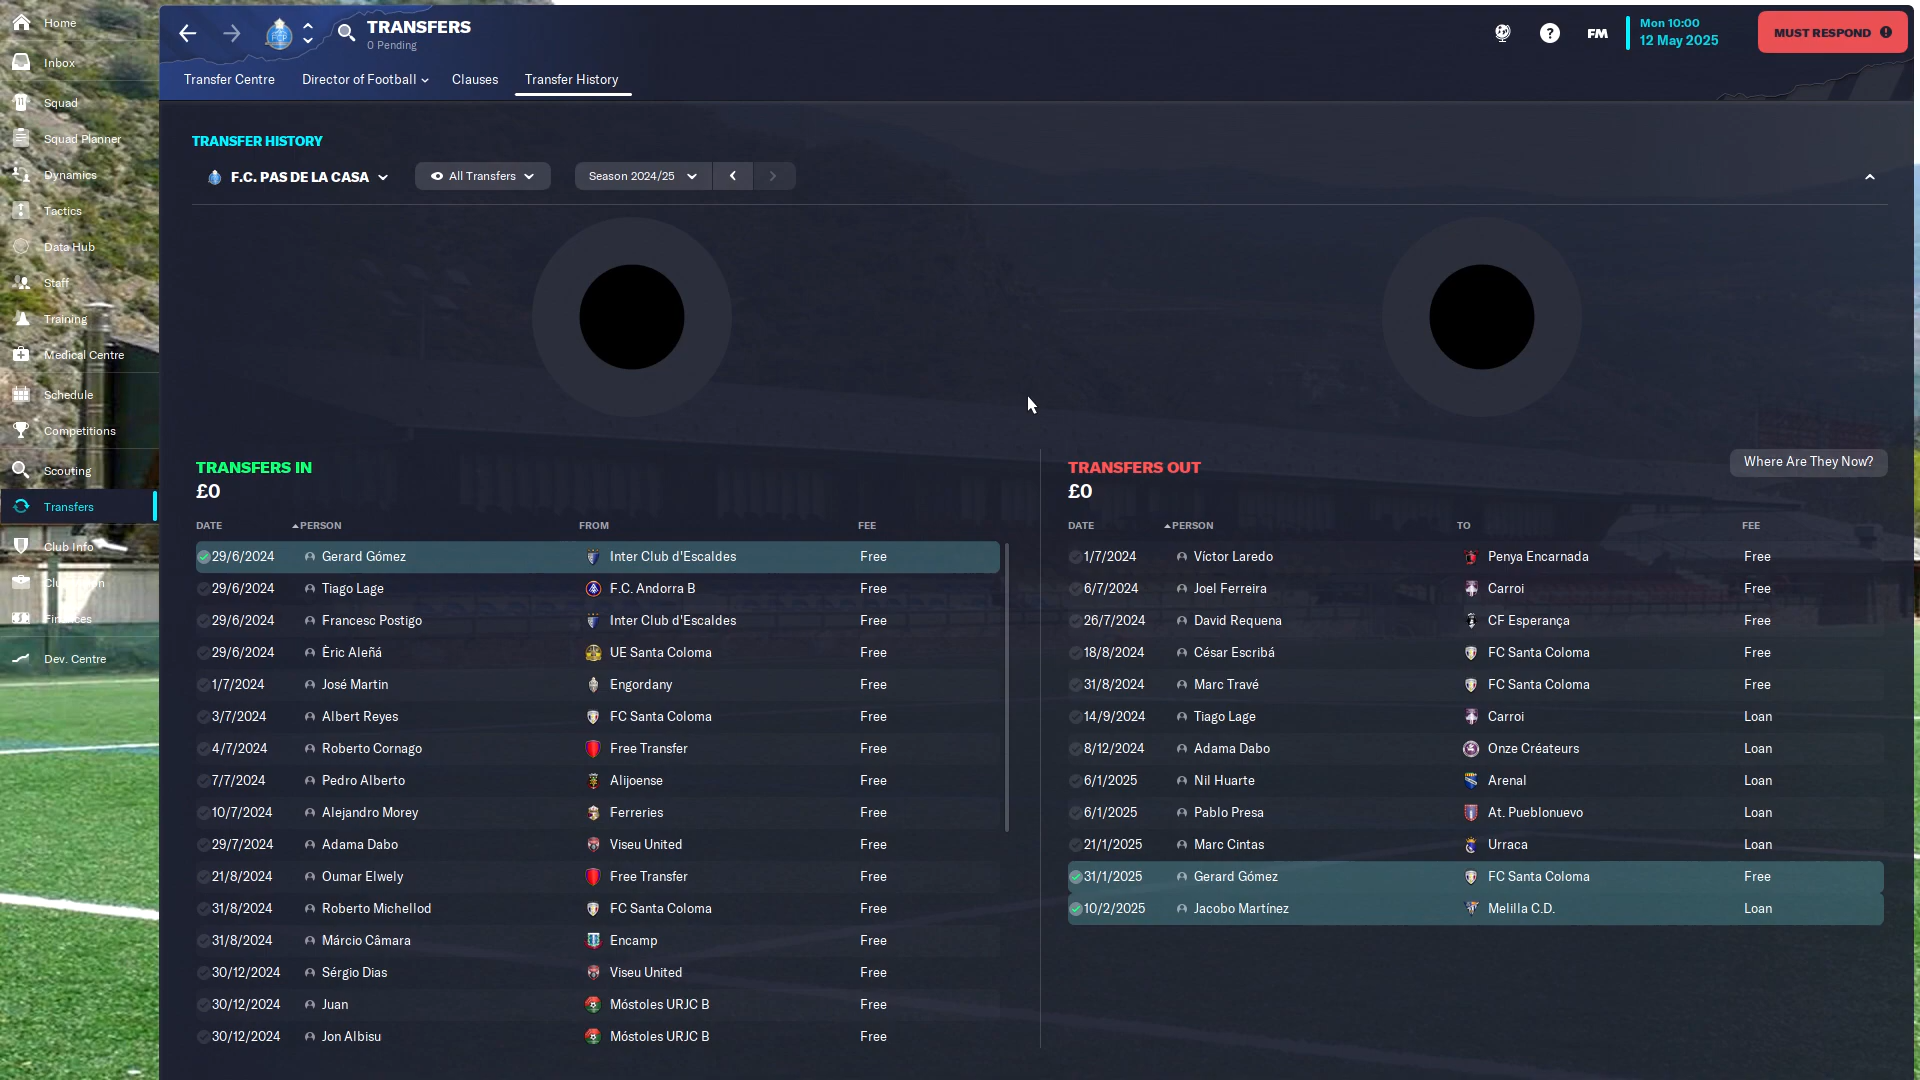 Home
Inbox
Squad
Squad Planner
Dynamics
Tactics
Data Hub
Staff
Training
Medical Centre
Schedule
Competitions
Scouting
Transfers
Club Info
Finances
Dev. Centre
TRANSFERS
0 Pending
FM
Mon 10:00
12 May 2025
MUST RESPOND
Transfer Centre
Director of Football
Clauses
Transfer History
TRANSFER HISTORY
F.C. PAS DE LA CASA
All Transfers
Season 2024/25
TRANSFERS IN
£0
DATE PERSON FROM FEE
29/6/2024 Gerard Gómez Inter Club d'Escaldes Free
29/6/2024 Tiago Lage F.C. Andorra B Free
29/6/2024 Francesc Postigo Inter Club d'Escaldes Free
29/6/2024 Èric Aleñá UE Santa Coloma Free
1/7/2024 José Martin Engordany Free
3/7/2024 Albert Reyes FC Santa Coloma Free
4/7/2024 Roberto Cornago Free Transfer Free
7/7/2024 Pedro Alberto Alijoense Free
10/7/2024 Alejandro Morey Ferreries Free
29/7/2024 Adama Dabo Viseu United Free
21/8/2024 Oumar Elwely Free Transfer Free
31/8/2024 Roberto Michellod FC Santa Coloma Free
31/8/2024 Márcio Câmara Encamp Free
30/12/2024 Sérgio Dias Viseu United Free
30/12/2024 Juan Móstoles URJC B Free
30/12/2024 Jon Albisu Móstoles URJC B Free
TRANSFERS OUT
£0
Where Are They Now?
DATE PERSON TO FEE
1/7/2024 Víctor Laredo Penya Encarnada Free
6/7/2024 Joel Ferreira Carroi Free
26/7/2024 David Requena CF Esperança Free
18/8/2024 César Escribá FC Santa Coloma Free
31/8/2024 Marc Travé FC Santa Coloma Free
14/9/2024 Tiago Lage Carroi Loan
8/12/2024 Adama Dabo Onze Créateurs Loan
6/1/2025 Nil Huarte Arenal Loan
6/1/2025 Pablo Presa At. Pueblonuevo Loan
21/1/2025 Marc Cintas Urraca Loan
31/1/2025 Gerard Gómez FC Santa Coloma Free
10/2/2025 Jacobo Martínez Melilla C.D. Loan